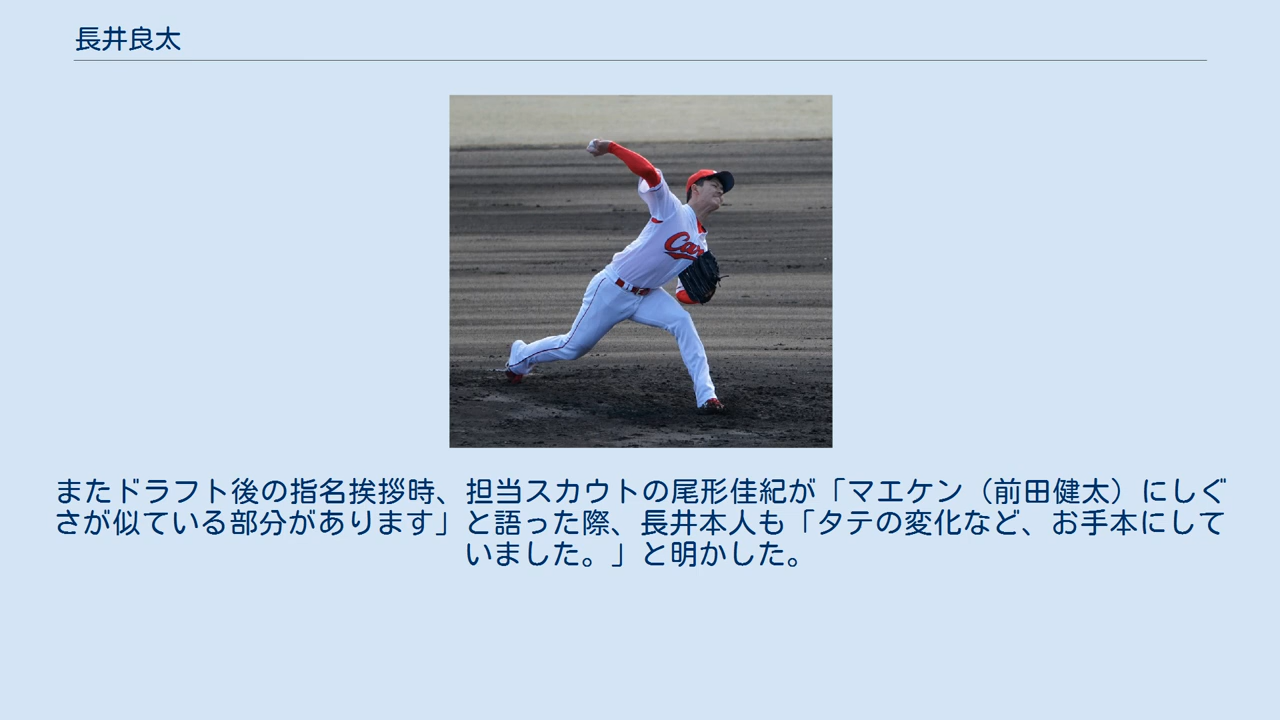 長井良太
Ca
またドラフト後の指名挨拶時、担当スカウトの尾形佳紀が「マエケン（前田健太）にしぐ
さが似ている部分があります」と語った際、長井本人も「タテの変化など、お手本にして
いました。」と明かした。